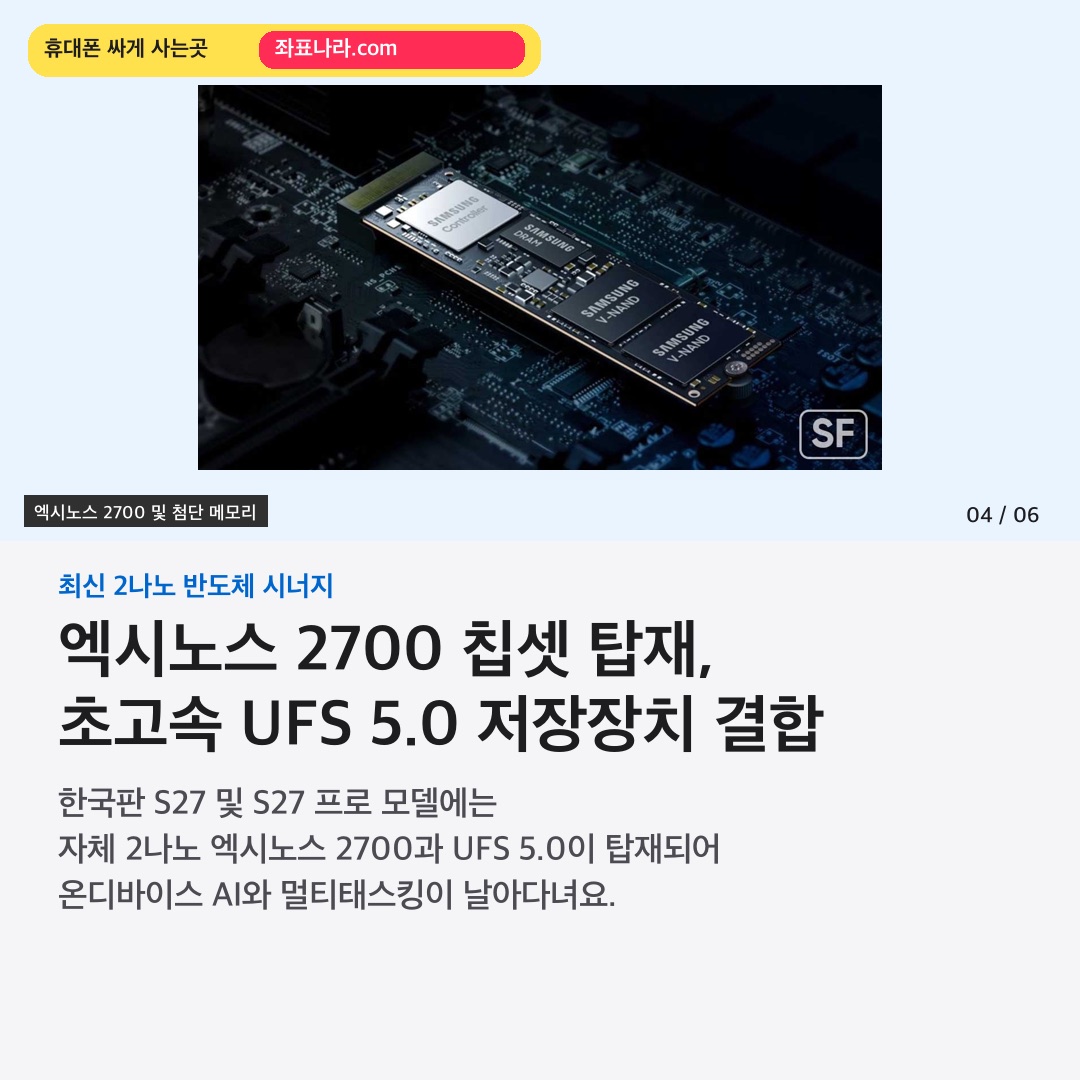 휴대폰 싸게 사는곳 좌표나라.com
SAMSUNG
Controller
SAMSUNG
DRAM
SAMSUNG
V-NAND
SAMSUNG
V-NAND
SF
엑시노스 2700 및 첨단 메모리
04 / 06
최신 2나노 반도체 시너지
엑시노스 2700 칩셋 탑재,
초고속 UFS 5.0 저장장치 결합
한국판 S27 및 S27 프로 모델에는
자체 2나노 엑시노스 2700과 UFS 5.0이 탑재되어
온디바이스 AI와 멀티태스킹이 날아다녀요.